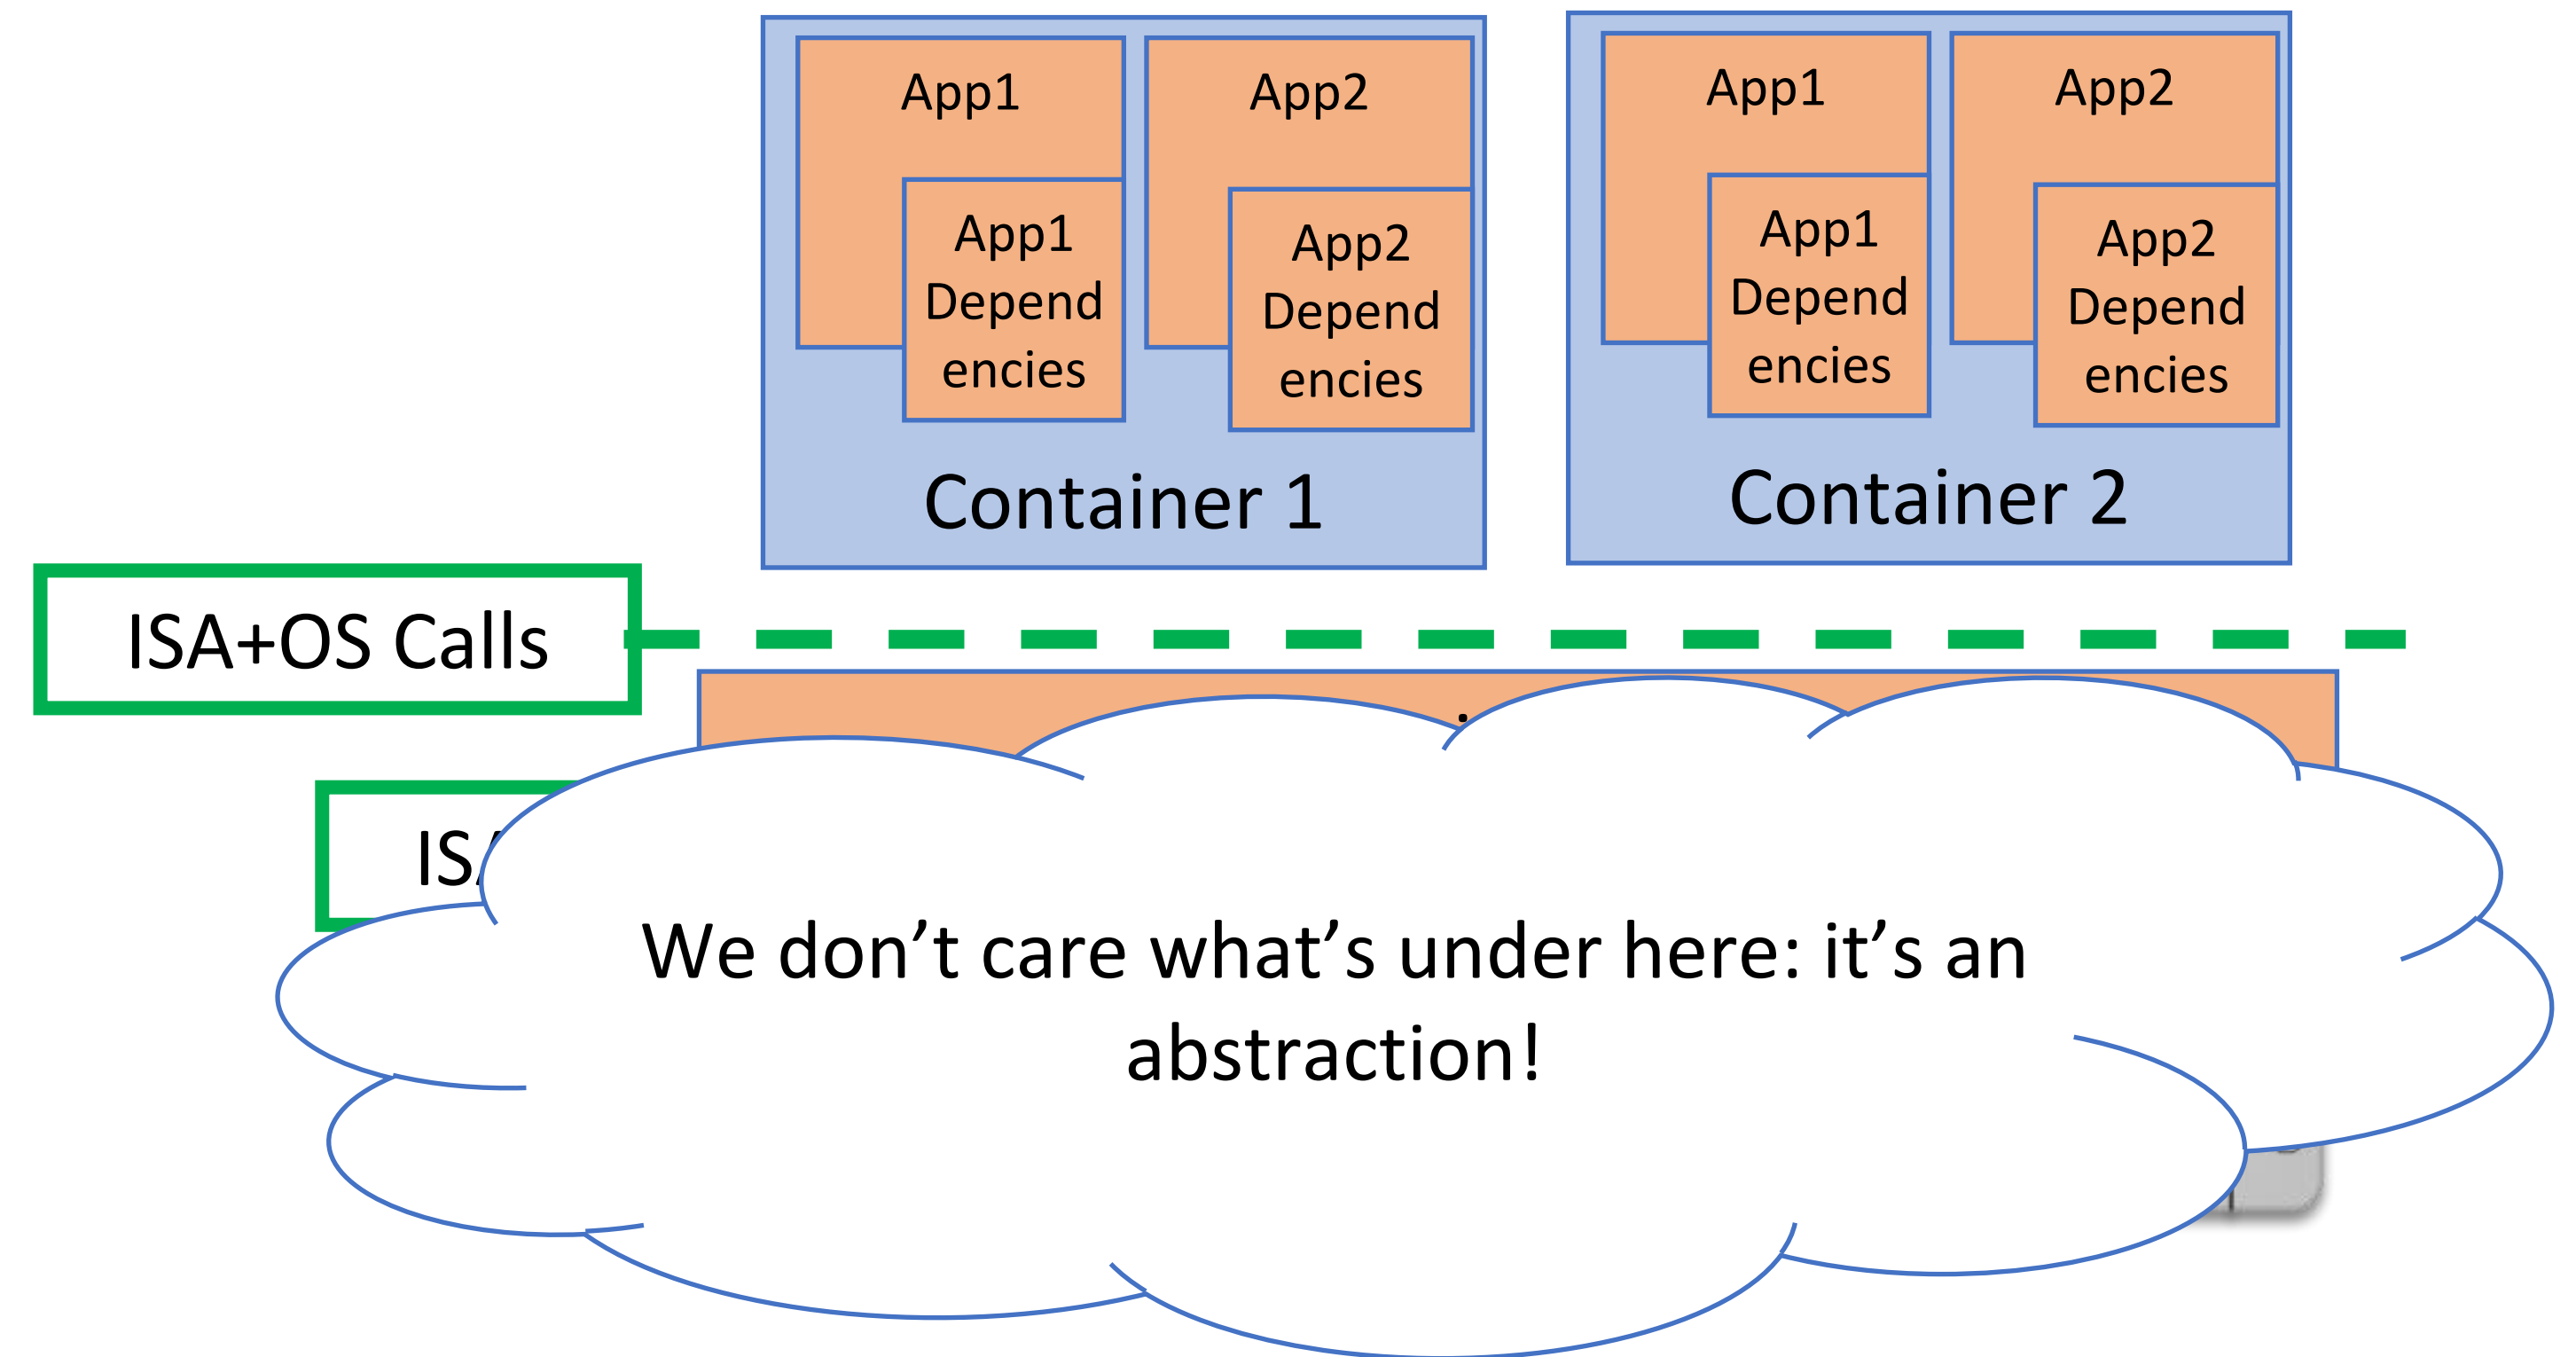 App1
App2
App1
Depend
encies
App2
Depend
encies
Container 1
App1
App2
App1
Depend
encies
App2
Depend
encies
Container 2
ISA+OS Calls
We don’t care what’s under here: it’s an
abstraction!